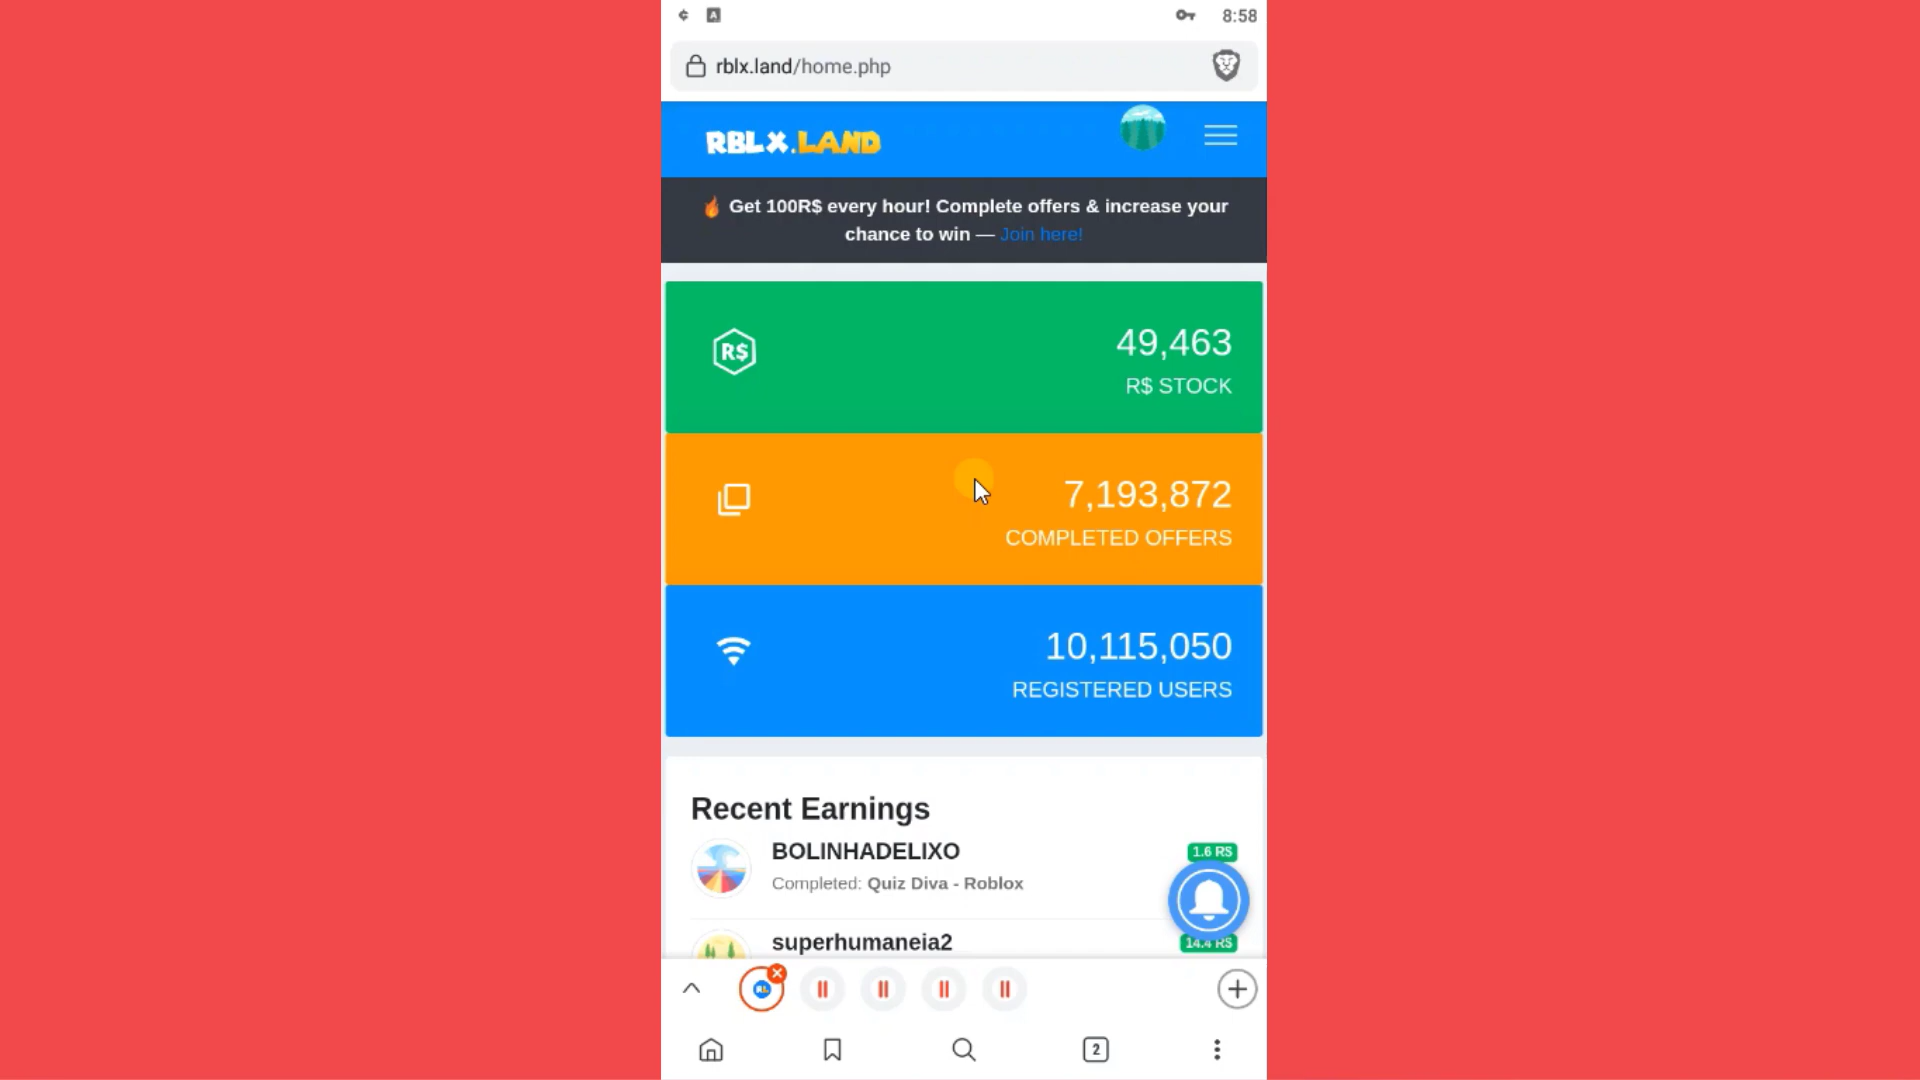 8:58
rblx.land/home.php
RBLX.LAND
Get 100R$ every hour! Complete offers & increase your
chance to win — Join here!
R$
49,463
R$ STOCK
7,193,872
COMPLETED OFFERS
10,115,050
REGISTERED USERS
Recent Earnings
BOLINHADELIXO
1.6 R$
Completed: Quiz Diva - Roblox
superhumaneia2
14.4 R$
2